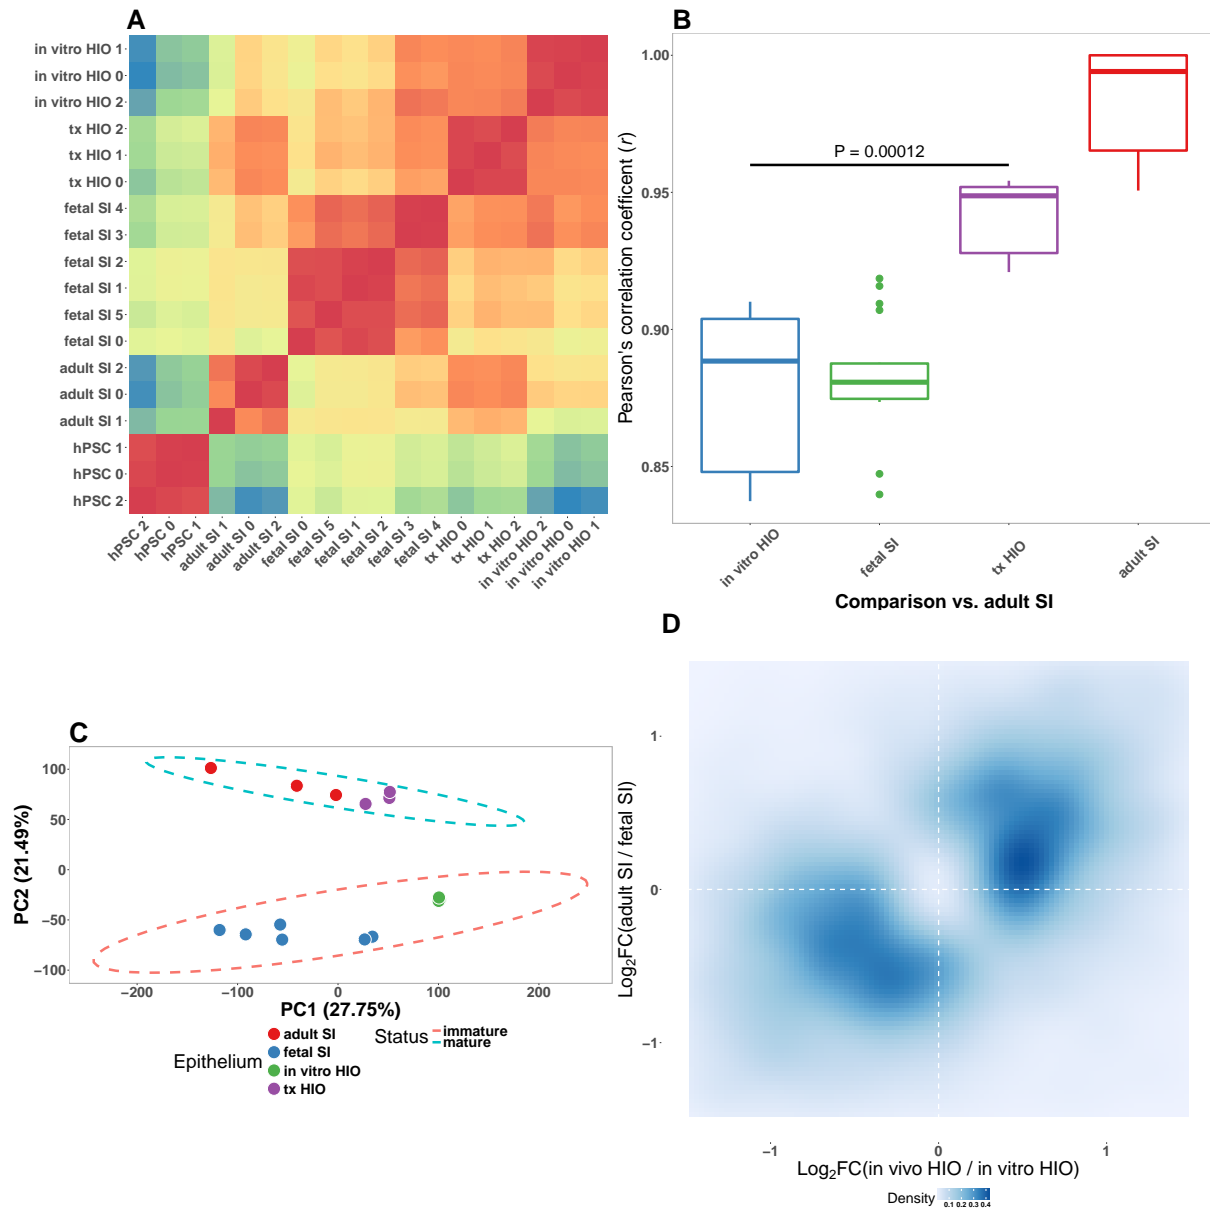 A
in vitro HIO 1
in vitro HIO 0
in vitro HIO 2
tx HIO 2
tx HIO 1
tx HIO 0
fetal SI 4
fetal SI 3
fetal SI 2
fetal SI 1
fetal SI 5
fetal SI 0
adult SI 2
adult SI 0
adult SI 1
hPSC 1
hPSC 0
hPSC 2
hPSC 2
hPSC 0
hPSC 1
adult SI 1
adult SI 0
adult SI 2
fetal SI 0
fetal SI 5
fetal SI 1
fetal SI 2
fetal SI 3
fetal SI 4
tx HIO 0
tx HIO 1
tx HIO 2
in vitro HIO 2
in vitro HIO 0
in vitro HIO 1
B
Pearson's correlation coefficent (r)
1.00
0.95
0.90
0.85
P = 0.00012
in vitro HIO
fetal SI
tx HIO
adult SI
Comparison vs. adult SI
C
PC2 (21.49%)
100
50
0
−50
−100
−200
−100
0
100
200
PC1 (27.75%)
Epithelium
adult SI
fetal SI
in vitro HIO
tx HIO
Status
immature
mature
D
Log₂FC(adult SI / fetal SI)
1
0
−1
−1
0
1
Log₂FC(in vivo HIO / in vitro HIO)
Density
0.1 0.2 0.3 0.4